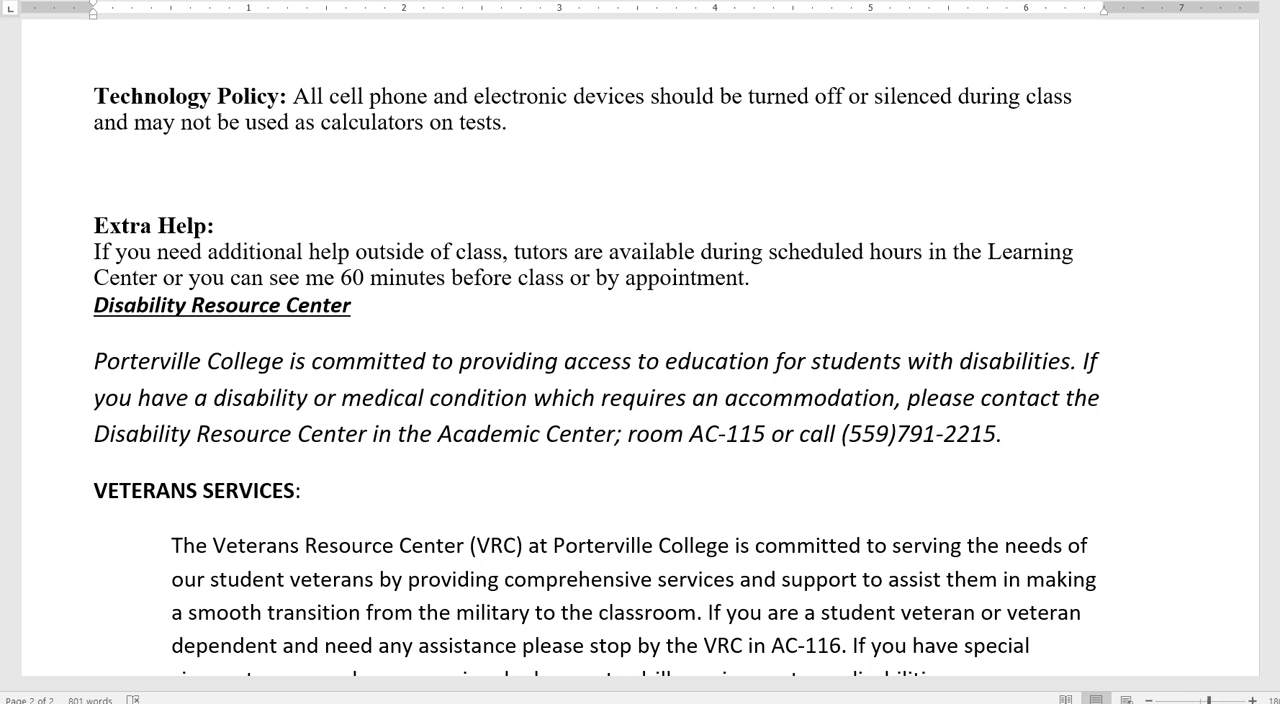 1 2 3 4 5 6 7
Technology Policy: All cell phone and electronic devices should be turned off or silenced during class
and may not be used as calculators on tests.
Extra Help:
If you need additional help outside of class, tutors are available during scheduled hours in the Learning
Center or you can see me 60 minutes before class or by appointment.
Disability Resource Center
Porterville College is committed to providing access to education for students with disabilities. If
you have a disability or medical condition which requires an accommodation, please contact the
Disability Resource Center in the Academic Center; room AC-115 or call (559)791-2215.
VETERANS SERVICES:
The Veterans Resource Center (VRC) at Porterville College is committed to serving the needs of
our student veterans by providing comprehensive services and support to assist them in making
a smooth transition from the military to the classroom. If you are a student veteran or veteran
dependent and need any assistance please stop by the VRC in AC-116. If you have special
Page 2 of 2 801 words